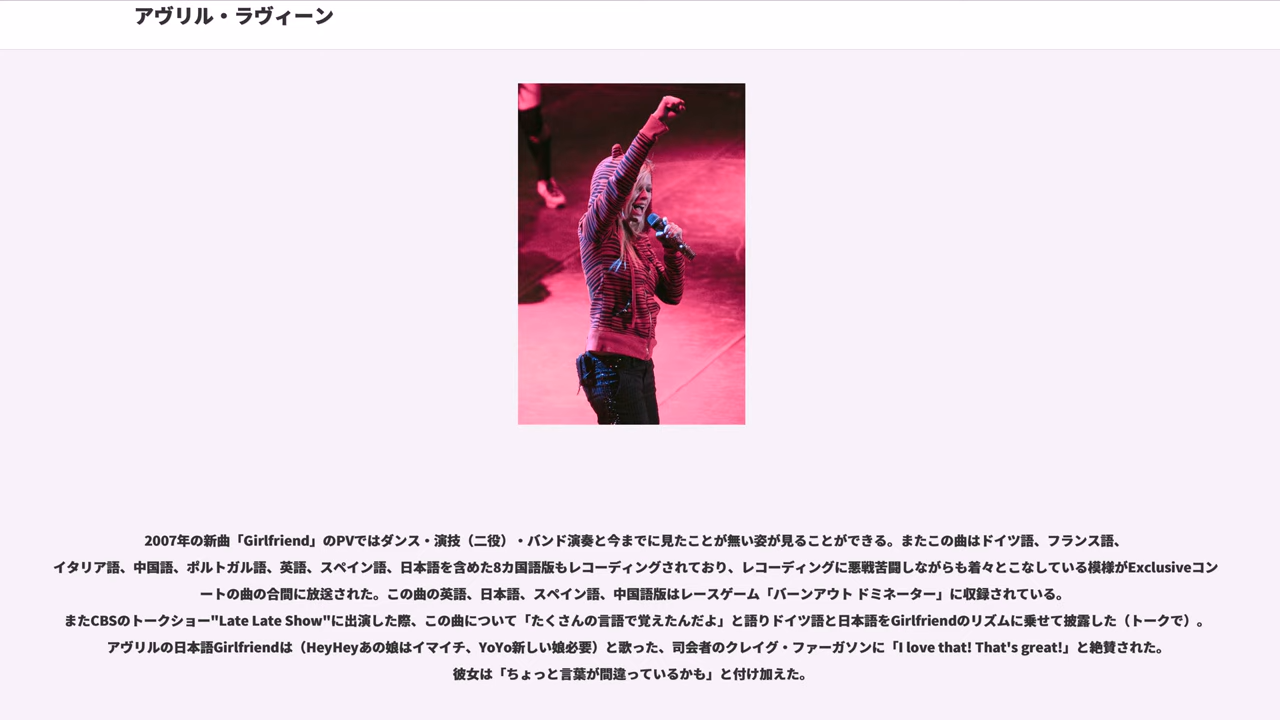 アヴリル・ラヴィーン
2007年の新曲「Girlfriend」のPVではダンス・演技（二役）・バンド演奏と今までに見たことが無い姿が見ることができる。またこの曲はドイツ語、フランス語、
イタリア語、中国語、ポルトガル語、英語、スペイン語、日本語を含めた8カ国語版もレコーディングされており、レコーディングに悪戦苦闘しながらも着々とこなしている模様がExclusiveコン
ートの曲の合間に放送された。この曲の英語、日本語、スペイン語、中国語版はレースゲーム「バーンアウト ドミネーター」に収録されている。
またCBSのトークショー"Late Late Show"に出演した際、この曲について「たくさんの言語で覚えたんだよ」と語りドイツ語と日本語をGirlfriendのリズムに乗せて披露した（トークで）。
アヴリルの日本語Girlfriendは（HeyHeyあの娘はイマイチ、YoYo新しい娘必要）と歌った、司会者のクレイグ・ファーガソンに「I love that! That's great!」と絶賛された。
彼女は「ちょっと言葉が間違っているかも」と付け加えた。